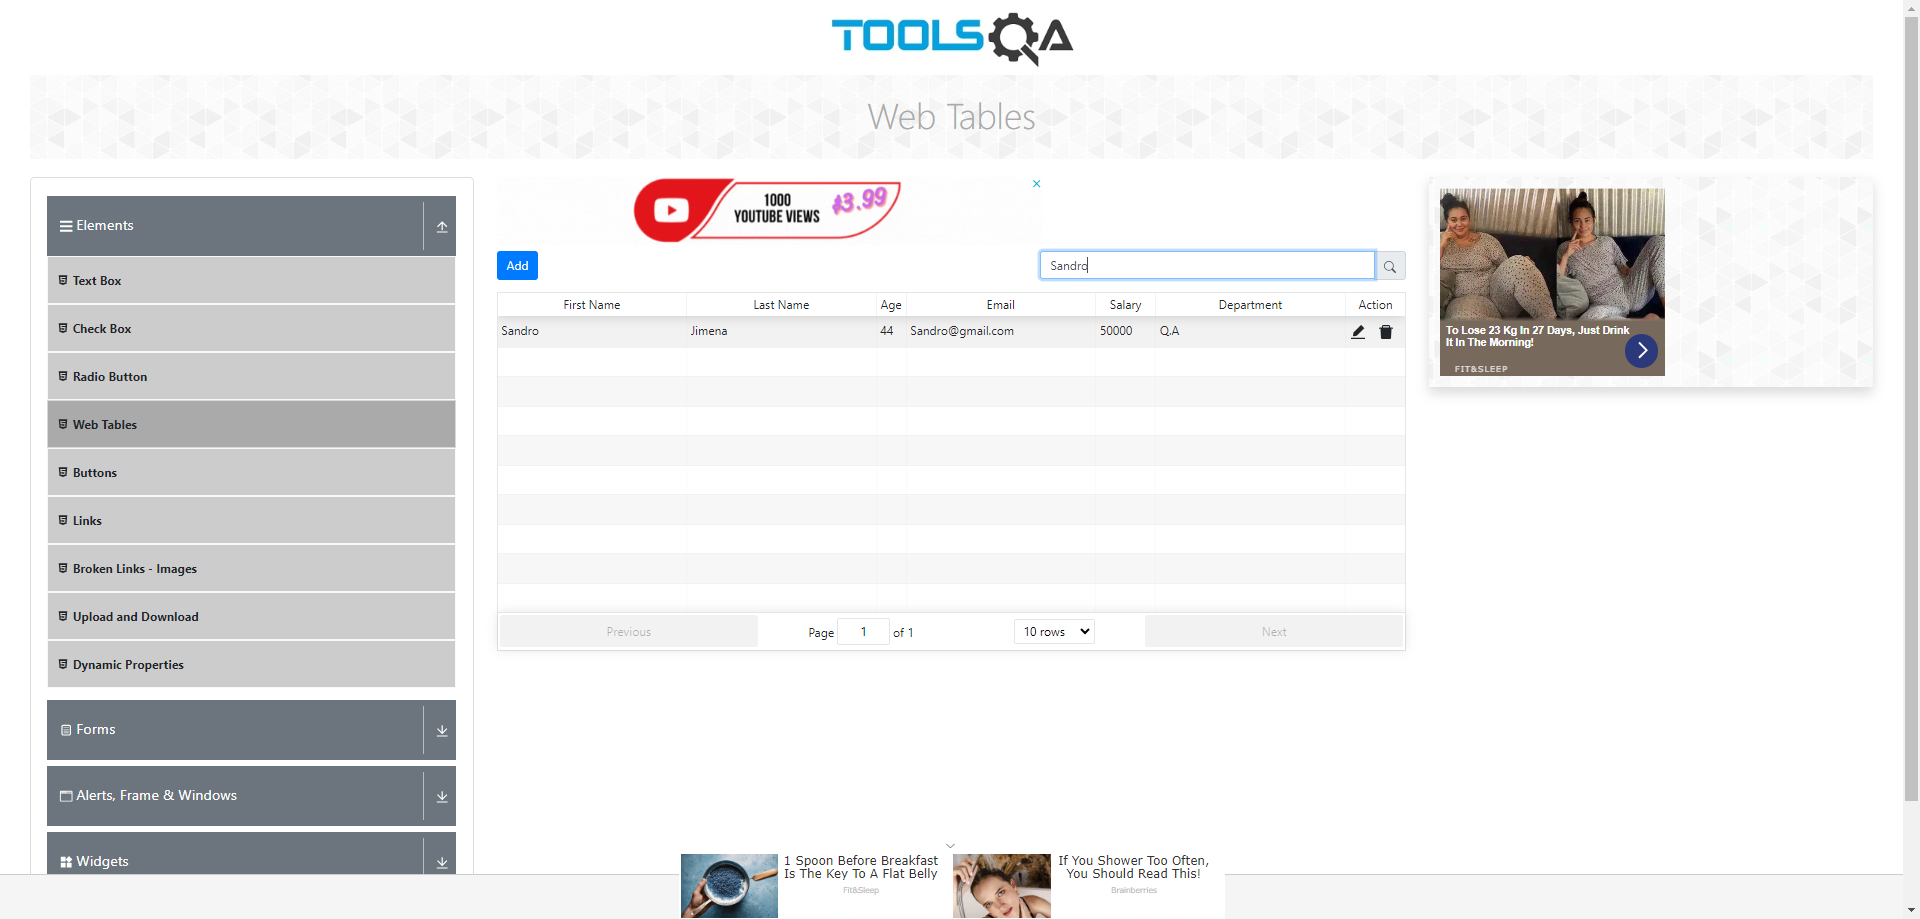 TOOLSQA
Web Tables
Elements
Text Box
Check Box
Radio Button
Web Tables
Buttons
Links
Broken Links - Images
Upload and Download
Dynamic Properties
Forms
Alerts, Frame & Windows
Widgets
1000
YOUTUBE VIEWS
$3.99
Add
Sandro
First Name Last Name Age Email Salary Department Action
Sandro Jimena 44 Sandro@gmail.com 50000 Q.A
Previous Page 1 of 1 10 rows Next
To Lose 23 Kg In 27 Days, Just Drink
It In The Morning!
FIT&SLEEP
1 Spoon Before Breakfast
Is The Key To A Flat Belly
Fit&Sleep
If You Shower Too Often,
You Should Read This!
Brainberries